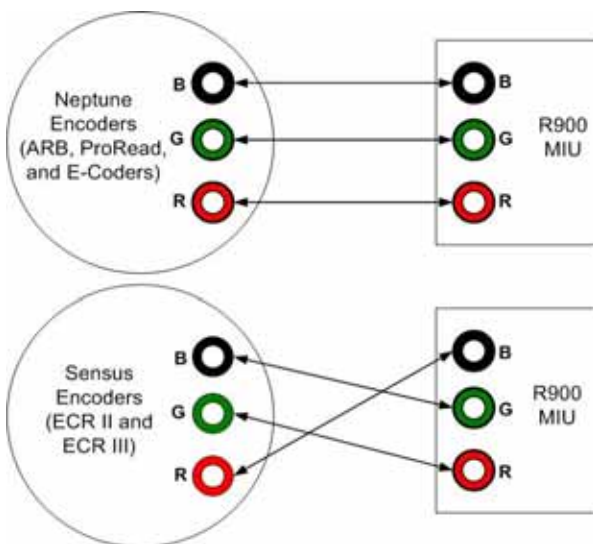 Neptune
Encoders
(ARB, ProRead,
and E-Coders)
B
G
R
B
G
R
R900
MIU
Sensus
Encoders
(ECR II and
ECR III)
B
G
R
B
G
R
R900
MIU